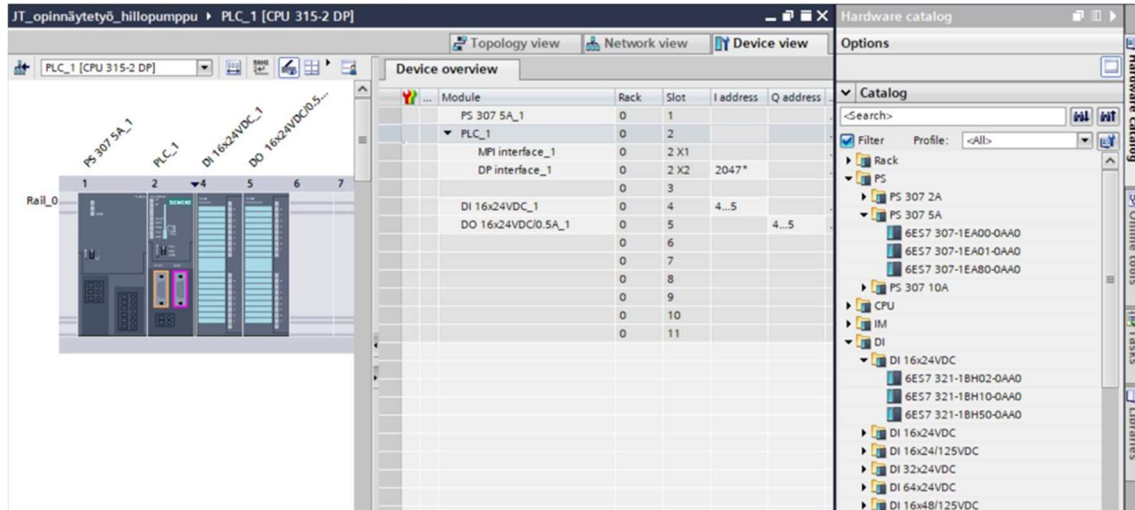 JT_opinnäytetyö_hillopumppu ▸ PLC_1 [CPU 315-2 DP]
Topology view Network view Device view
PLC_1 [CPU 315-2 DP]
PS 307 5A_1
PLC_1
DI 16x24VDC_1
DO 16x24VDC/0.5...
1 2 4 5 6 7
Rail_0
SIEMENS
Device overview
... Module Rack Slot I address Q address
PS 307 5A_1 0 1
PLC_1 0 2
MPI interface_1 0 2 X1
DP interface_1 0 2 X2 2047*
0 3
DI 16x24VDC_1 0 4 4...5
DO 16x24VDC/0.5A_1 0 5 4...5
0 6
0 7
0 8
0 9
0 10
0 11
Hardware catalog
Options
Catalog
<Search>
Filter Profile: <All>
Rack
PS
PS 307 2A
PS 307 5A
6ES7 307-1EA00-0AA0
6ES7 307-1EA01-0AA0
6ES7 307-1EA80-0AA0
PS 307 10A
CPU
IM
DI
DI 16x24VDC
6ES7 321-1BH02-0AA0
6ES7 321-1BH10-0AA0
6ES7 321-1BH50-0AA0
DI 16x24VDC
DI 16x24/125VDC
DI 32x24VDC
DI 64x24VDC
DI 16x48/125VDC
Hardware catalog
Online tools
Tasks
Libraries